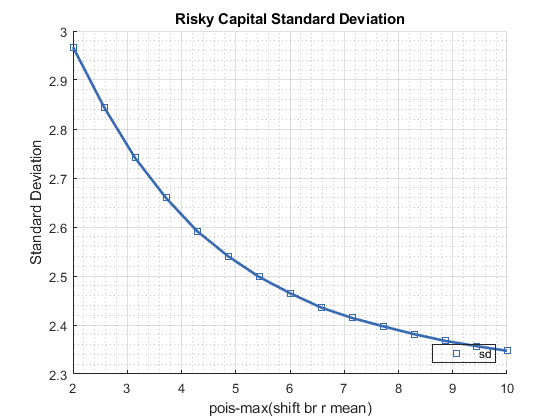 Risky Capital Standard Deviation
3
2.9
2.8
2.7
2.6
2.5
2.4
2.3
Standard Deviation
2 3 4 5 6 7 8 9 10
pois-max(shift br r mean)
sd